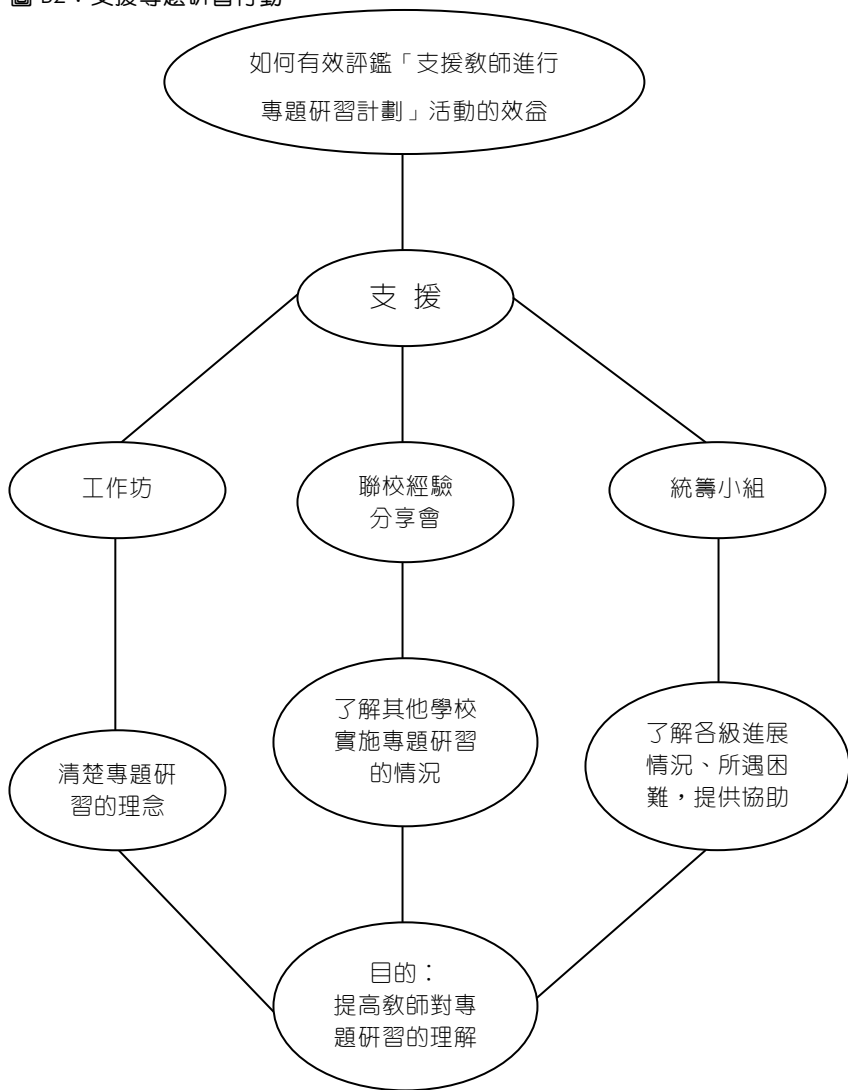 如何有效評鑑「支援教師進行
專題研習計劃」活動的效益
支 援
工作坊
聯校經驗
分享會
統籌小組
清楚專題研
習的理念
了解其他學校
實施專題研習
的情況
了解各級進展
情況、所遇困
難，提供協助
目的：
提高教師對專
題研習的理解